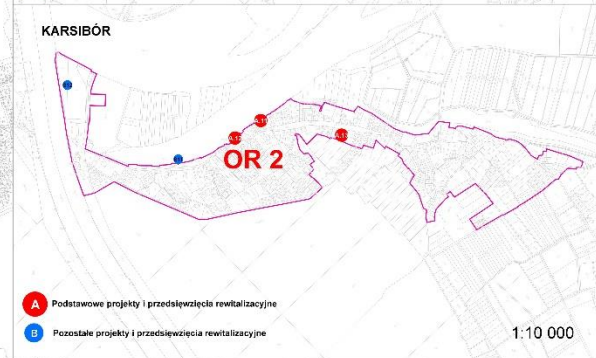 KARSIBÓR
OR 2
A Podstawowe projekty i przedsięwzięcia rewitalizacyjne
B Pozostałe projekty i przedsięwzięcia rewitalizacyjne
1:10 000